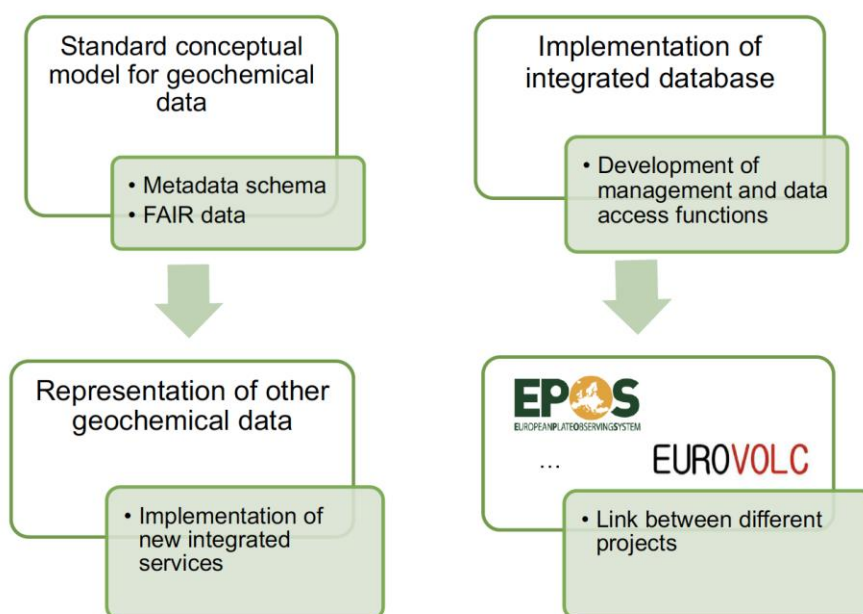 Standard conceptual
model for geochemical
data
• Metadata schema
• FAIR data
Implementation of
integrated database
• Development of
management and data
access functions
Representation of other
geochemical data
• Implementation of
new integrated
services
EPOS
EUROPEANPLATEOBSERVINGSYSTEM
...
EUROVOLC
• Link between different
projects